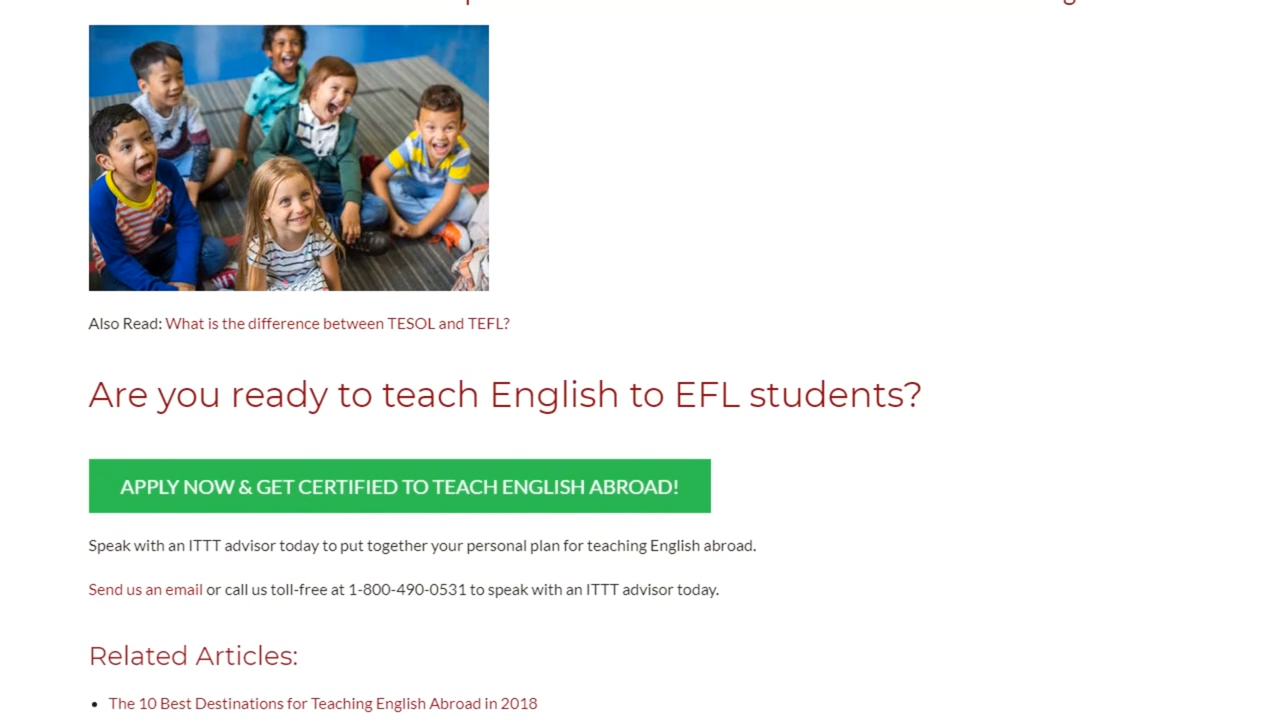 Also Read: What is the difference between TESOL and TEFL?
Are you ready to teach English to EFL students?
APPLY NOW & GET CERTIFIED TO TEACH ENGLISH ABROAD!
Speak with an ITTT advisor today to put together your personal plan for teaching English abroad.
Send us an email or call us toll-free at 1-800-490-0531 to speak with an ITTT advisor today.
Related Articles:
• The 10 Best Destinations for Teaching English Abroad in 2018